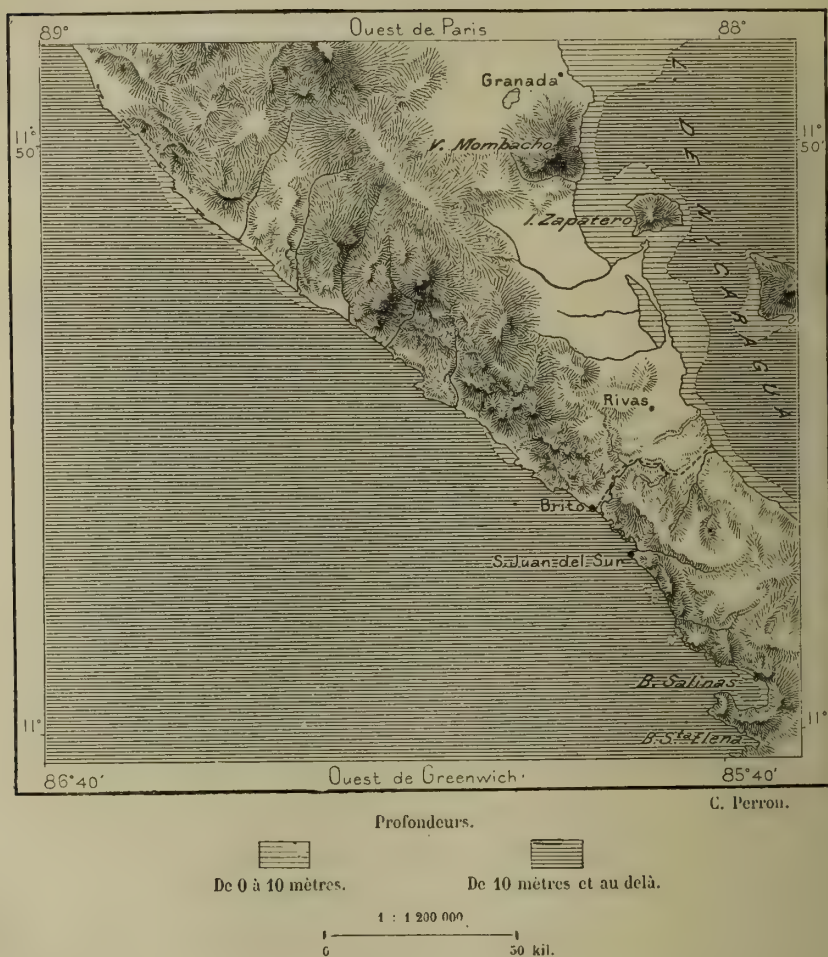 Ouest de Paris
89°
88°
Granada
11°
50'
11°
50'
V. Mombacho
L. DE NICARAGUA
I. Zapatero
Rivas
Brito
S. Juan-del-Sur
B. Salinas
11°
11°
B. Sta Elena
86°40'
Ouest de Greenwich.
85°40'
C. Perron.
Profondeurs.
De 0 à 10 mètres.
De 10 mètres et au delà.
1 : 1 200 000
0
50 kil.